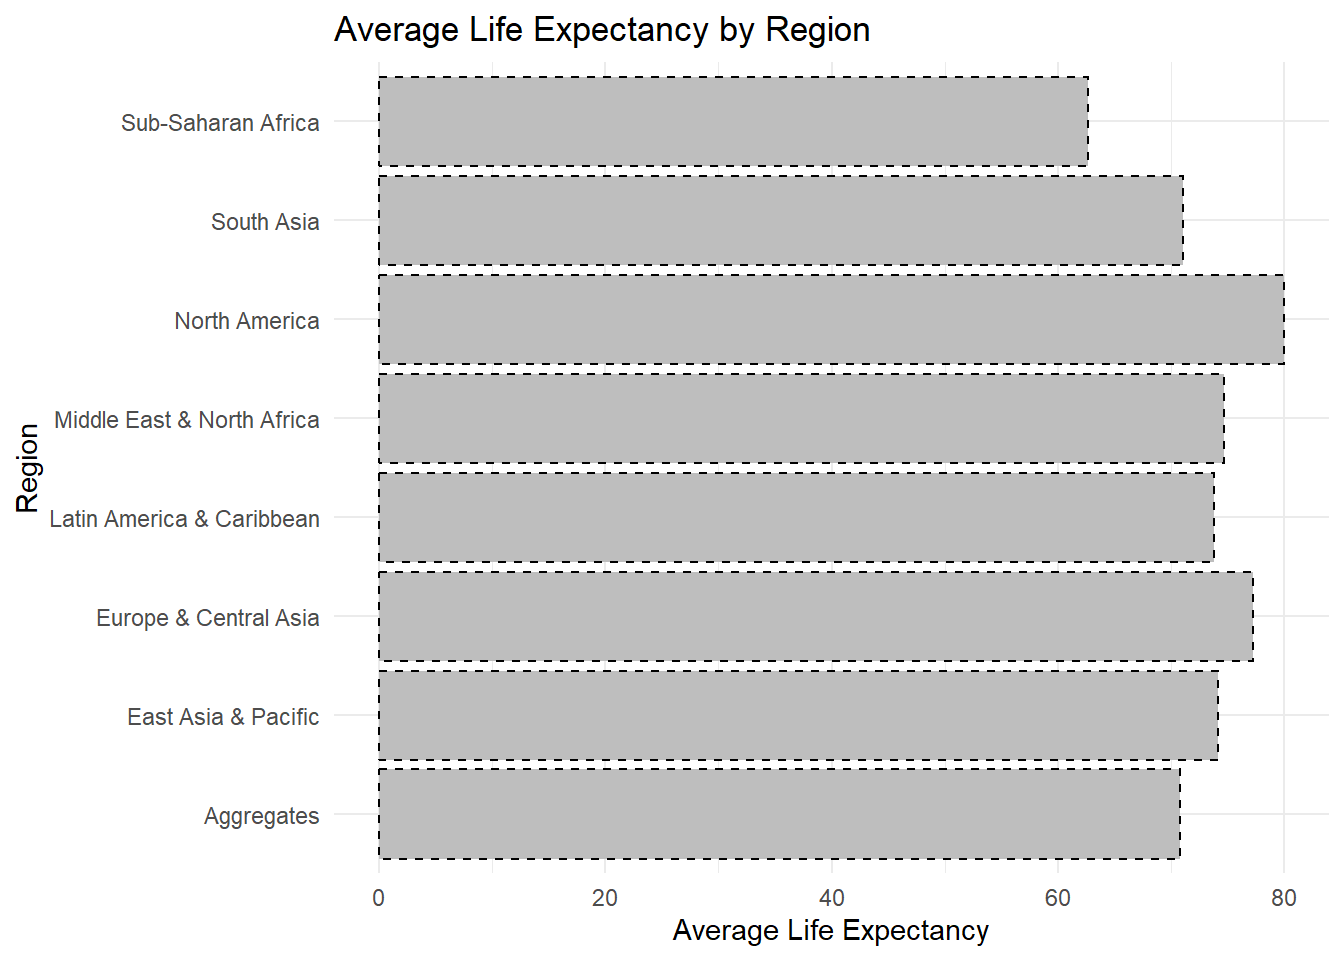 Average Life Expectancy by Region
Region
Sub-Saharan Africa
South Asia
North America
Middle East & North Africa
Latin America & Caribbean
Europe & Central Asia
East Asia & Pacific
Aggregates
0 20 40 60 80
Average Life Expectancy